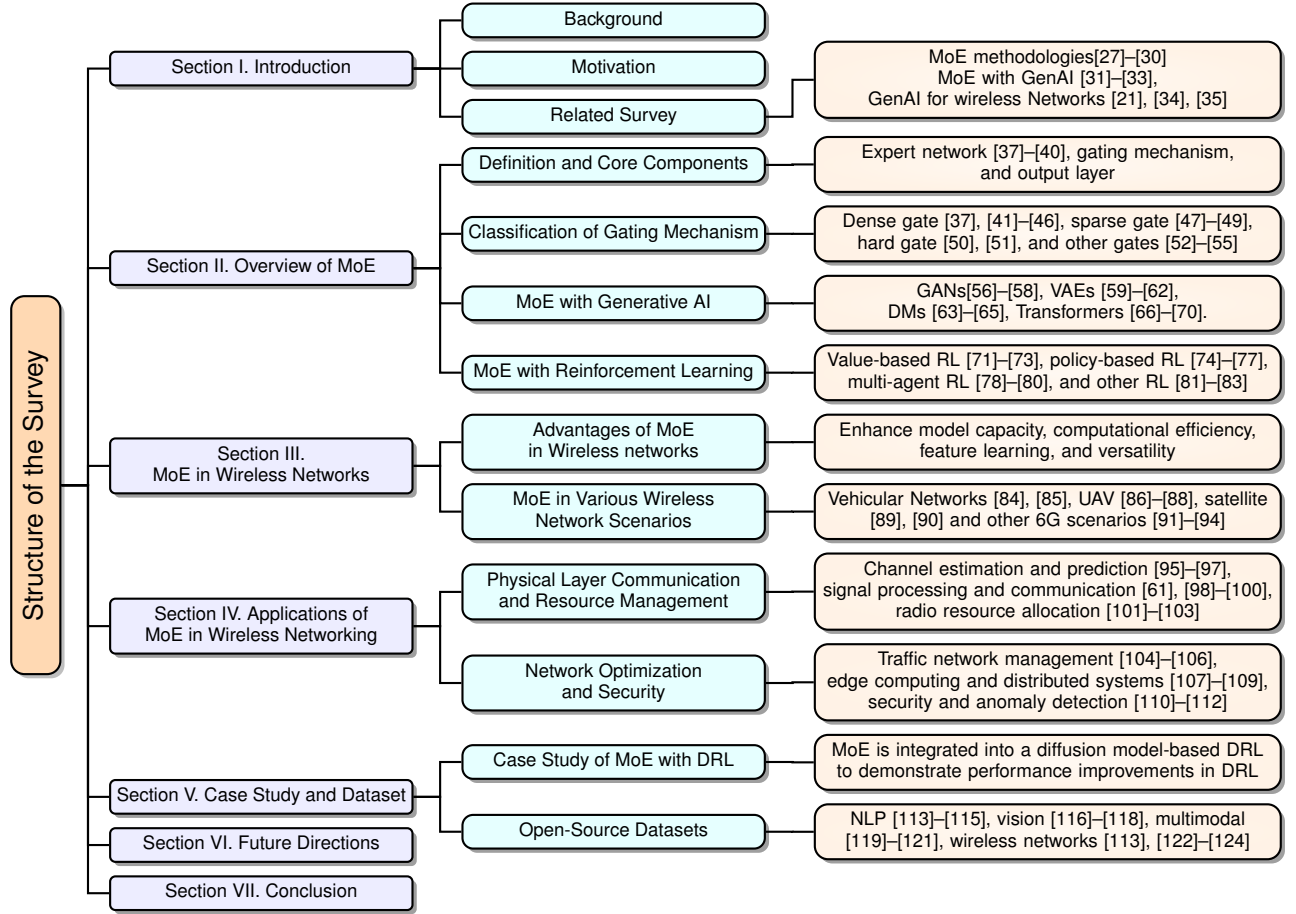 Structure of the Survey
Section I. Introduction
Background
Motivation
Related Survey
MoE methodologies[27]–[30]
MoE with GenAI [31]–[33],
GenAI for wireless Networks [21], [34], [35]
Section II. Overview of MoE
Definition and Core Components
Expert network [37]–[40], gating mechanism,
and output layer
Classification of Gating Mechanism
Dense gate [37], [41]–[46], sparse gate [47]–[49],
hard gate [50], [51], and other gates [52]–[55]
MoE with Generative AI
GANs[56]–[58], VAEs [59]–[62],
DMs [63]–[65], Transformers [66]–[70].
MoE with Reinforcement Learning
Value-based RL [71]–[73], policy-based RL [74]–[77],
multi-agent RL [78]–[80], and other RL [81]–[83]
Section III.
MoE in Wireless Networks
Advantages of MoE
in Wireless networks
Enhance model capacity, computational efficiency,
feature learning, and versatility
MoE in Various Wireless
Network Scenarios
Vehicular Networks [84], [85], UAV [86]–[88], satellite
[89], [90] and other 6G scenarios [91]–[94]
Section IV. Applications of
MoE in Wireless Networking
Physical Layer Communication
and Resource Management
Channel estimation and prediction [95]–[97],
signal processing and communication [61], [98]–[100],
radio resource allocation [101]–[103]
Network Optimization
and Security
Traffic network management [104]–[106],
edge computing and distributed systems [107]–[109],
security and anomaly detection [110]–[112]
Section V. Case Study and Dataset
Case Study of MoE with DRL
MoE is integrated into a diffusion model-based DRL
to demonstrate performance improvements in DRL
Open-Source Datasets
NLP [113]–[115], vision [116]–[118], multimodal
[119]–[121], wireless networks [113], [122]–[124]
Section VI. Future Directions
Section VII. Conclusion